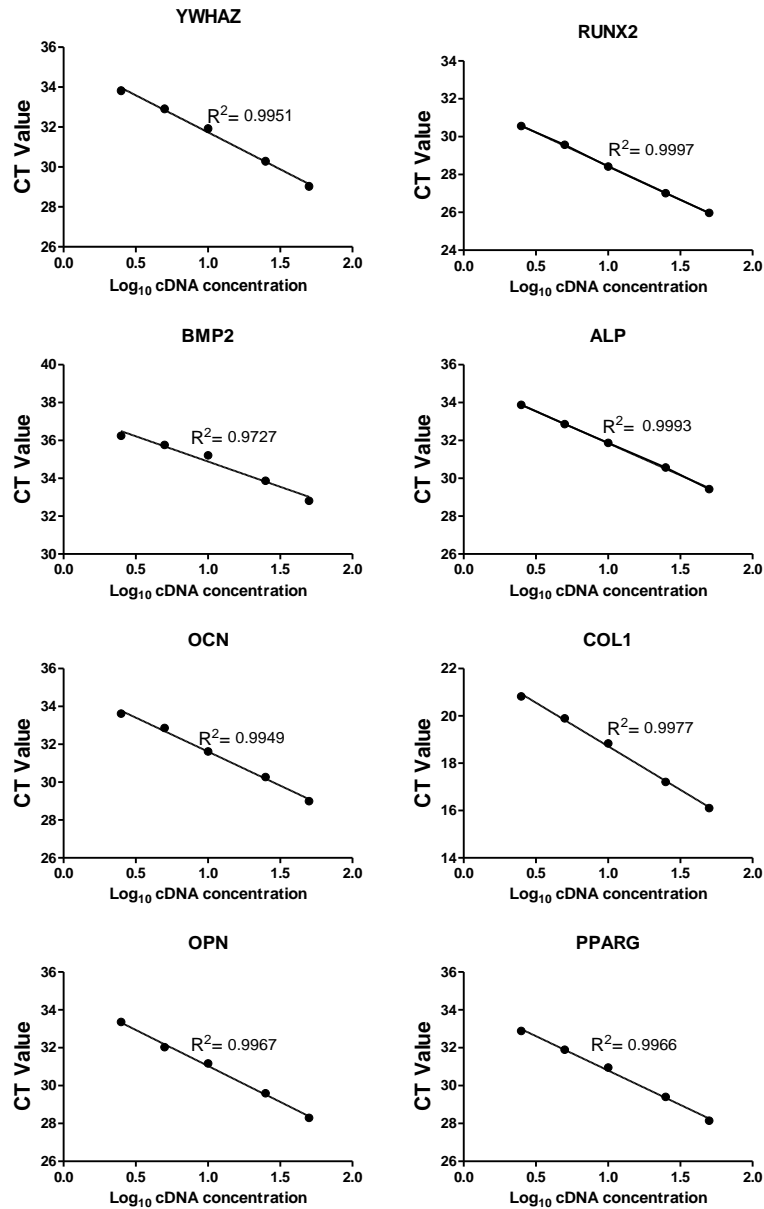 YWHAZ
36
34
32
30
28
26
0.0 0.5 1.0 1.5 2.0
CT Value
R²= 0.9951
Log₁₀ cDNA concentration
RUNX2
34
32
30
28
26
24
0.0 0.5 1.0 1.5 2.0
CT Value
R²= 0.9997
Log₁₀ cDNA concentration
BMP2
40
38
36
34
32
30
0.0 0.5 1.0 1.5 2.0
CT Value
R²= 0.9727
Log₁₀ cDNA concentration
ALP
36
34
32
30
28
26
0.0 0.5 1.0 1.5 2.0
CT Value
R²= 0.9993
Log₁₀ cDNA concentration
OCN
36
34
32
30
28
26
0.0 0.5 1.0 1.5 2.0
CT Value
R²= 0.9949
Log₁₀ cDNA concentration
COL1
22
20
18
16
14
0.0 0.5 1.0 1.5 2.0
CT Value
R²= 0.9977
Log₁₀ cDNA concentration
OPN
36
34
32
30
28
26
0.0 0.5 1.0 1.5 2.0
CT Value
R²= 0.9967
Log₁₀ cDNA concentration
PPARG
36
34
32
30
28
26
0.0 0.5 1.0 1.5 2.0
CT Value
R²= 0.9966
Log₁₀ cDNA concentration